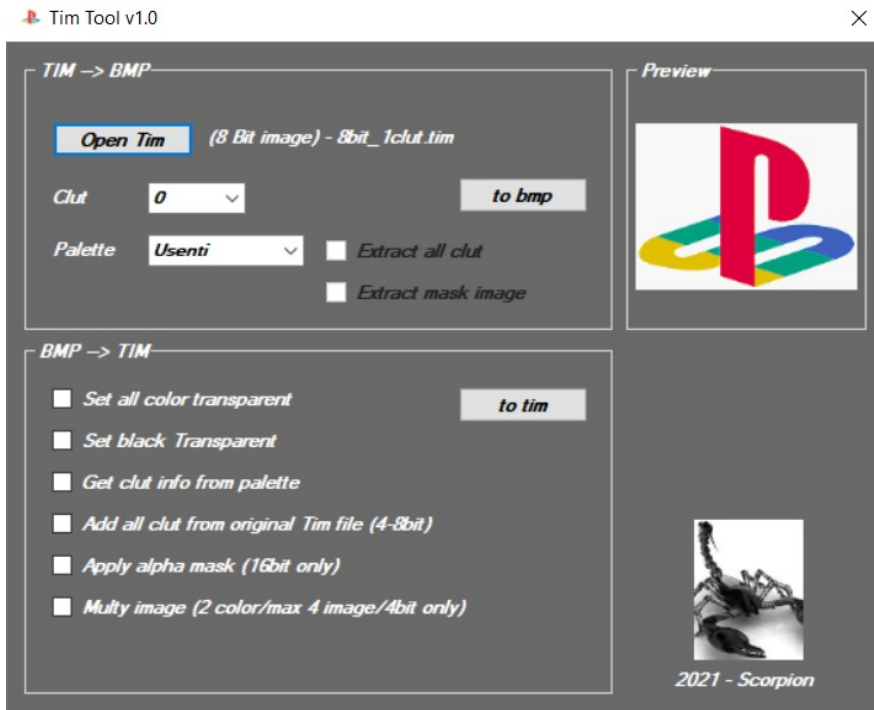 Tim Tool v1.0
TIM --> BMP
Preview
Open Tim
(8 Bit image) - 8bit_1clut.tim
Clut
0
to bmp
Palette
Usenti
Extract all clut
Extract mask image
BMP --> TIM
Set all color transparent
to tim
Set black Transparent
Get clut info from palette
Add all clut from original Tim file (4-8bit)
Apply alpha mask (16bit only)
Multy image (2 color/max 4 image/4bit only)
2021 - Scorpion